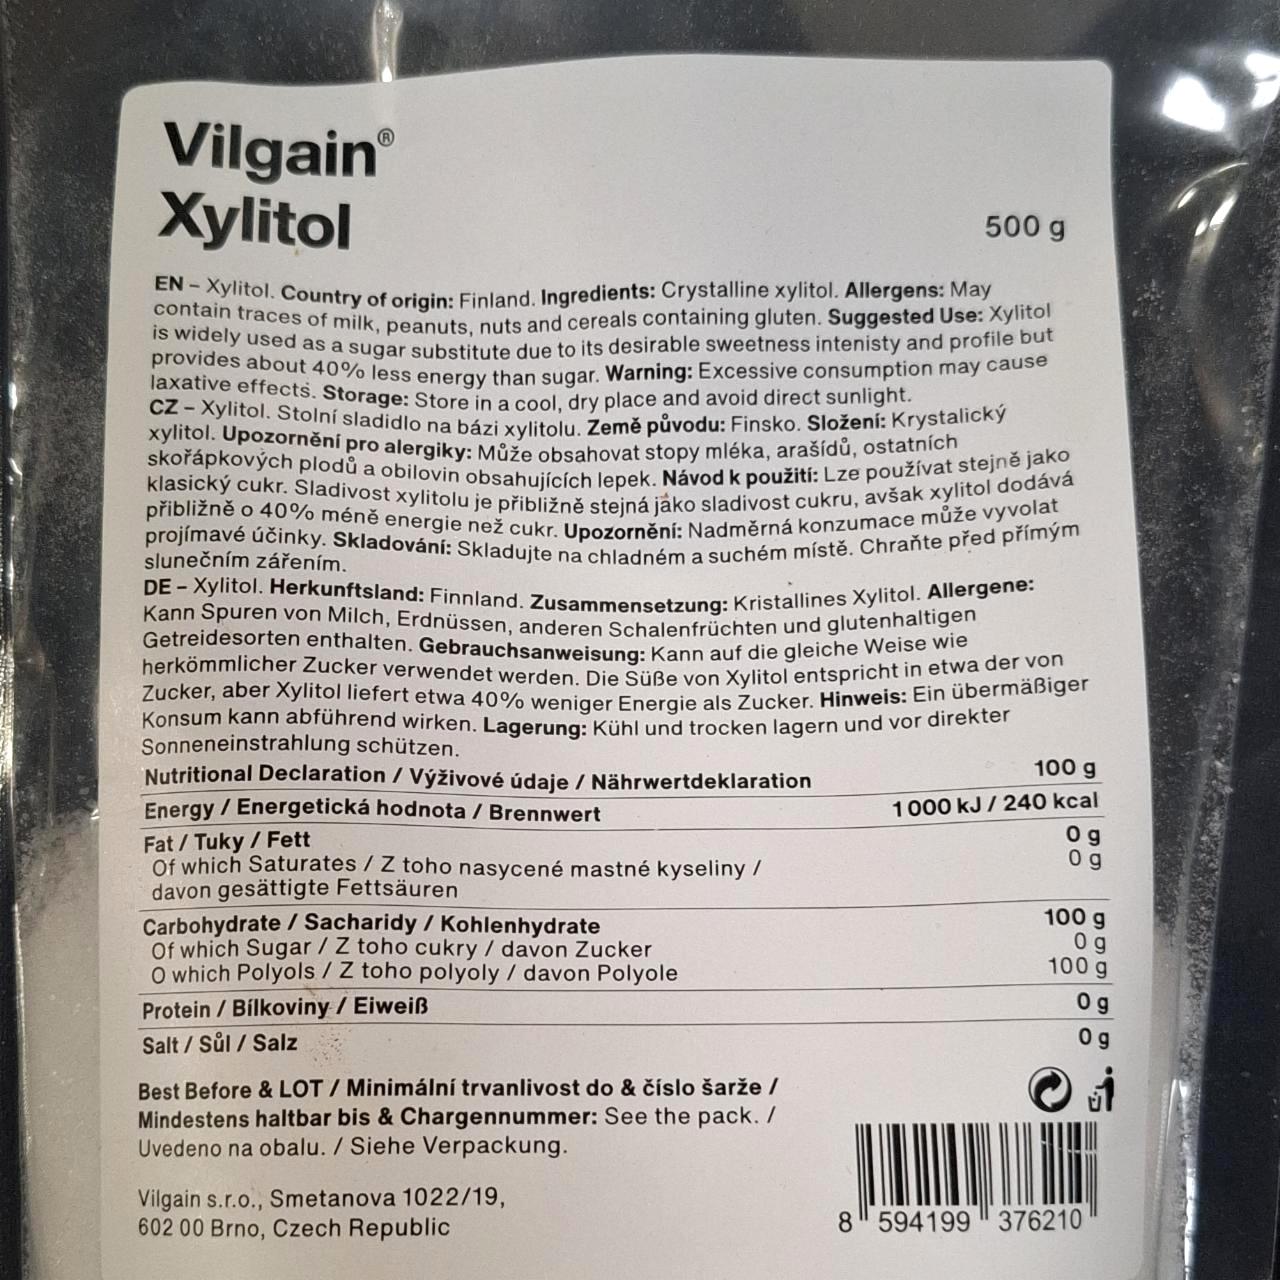 Vilgain®
Xylitol
500 g
EN – Xylitol. Country of origin: Finland. Ingredients: Crystalline xylitol. Allergens: May
contain traces of milk, peanuts, nuts and cereals containing gluten. Suggested Use: Xylitol
is widely used as a sugar substitute due to its desirable sweetness intenisty and profile but
provides about 40% less energy than sugar. Warning: Excessive consumption may cause
laxative effects. Storage: Store in a cool, dry place and avoid direct sunlight.
CZ – Xylitol. Stolní sladidlo na bázi xylitolu. Země původu: Finsko. Složení: Krystalický
xylitol. Upozornění pro alergiky: Může obsahovat stopy mléka, arašídů, ostatních
skořápkových plodů a obilovin obsahujících lepek. Návod k použití: Lze používat stejně jako
klasický cukr. Sladivost xylitolu je přibližně stejná jako sladivost cukru, avšak xylitol dodává
přibližně o 40% méně energie než cukr. Upozornění: Nadměrná konzumace může vyvolat
projímavé účinky. Skladování: Skladujte na chladném a suchém místě. Chraňte před přímým
slunečním zářením.
DE – Xylitol. Herkunftsland: Finnland. Zusammensetzung: Kristallines Xylitol. Allergene:
Kann Spuren von Milch, Erdnüssen, anderen Schalenfrüchten und glutenhaltigen
Getreidesorten enthalten. Gebrauchsanweisung: Kann auf die gleiche Weise wie
herkömmlicher Zucker verwendet werden. Die Süße von Xylitol entspricht in etwa der von
Zucker, aber Xylitol liefert etwa 40% weniger Energie als Zucker. Hinweis: Ein übermäßiger
Konsum kann abführend wirken. Lagerung: Kühl und trocken lagern und vor direkter
Sonneneinstrahlung schützen.
Nutritional Declaration / Výživové údaje / Nährwertdeklaration 100 g
Energy / Energetická hodnota / Brennwert 1 000 kJ / 240 kcal
Fat / Tuky / Fett 0 g
Of which Saturates / Z toho nasycené mastné kyseliny / 0 g
davon gesättigte Fettsäuren
Carbohydrate / Sacharidy / Kohlenhydrate 100 g
Of which Sugar / Z toho cukry / davon Zucker 0 g
O which Polyols / Z toho polyoly / davon Polyole 100 g
Protein / Bílkoviny / Eiweiß 0 g
Salt / Sůl / Salz 0 g
Best Before & LOT / Minimální trvanlivost do & číslo šarže /
Mindestens haltbar bis & Chargennummer: See the pack. /
Uvedeno na obalu. / Siehe Verpackung.
Vilgain s.r.o., Smetanova 1022/19,
602 00 Brno, Czech Republic
8 594199 376210